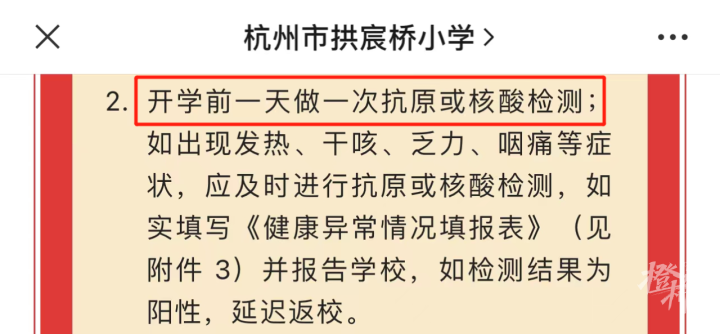 杭州市拱宸桥小学
2. 开学前一天做一次抗原或核酸检测；
如出现发热、干咳、乏力、咽痛等症
状，应及时进行抗原或核酸检测，如
实填写《健康异常情况填报表》（见
附件 3）并报告学校，如检测结果为
阳性，延迟返校。
橙柿